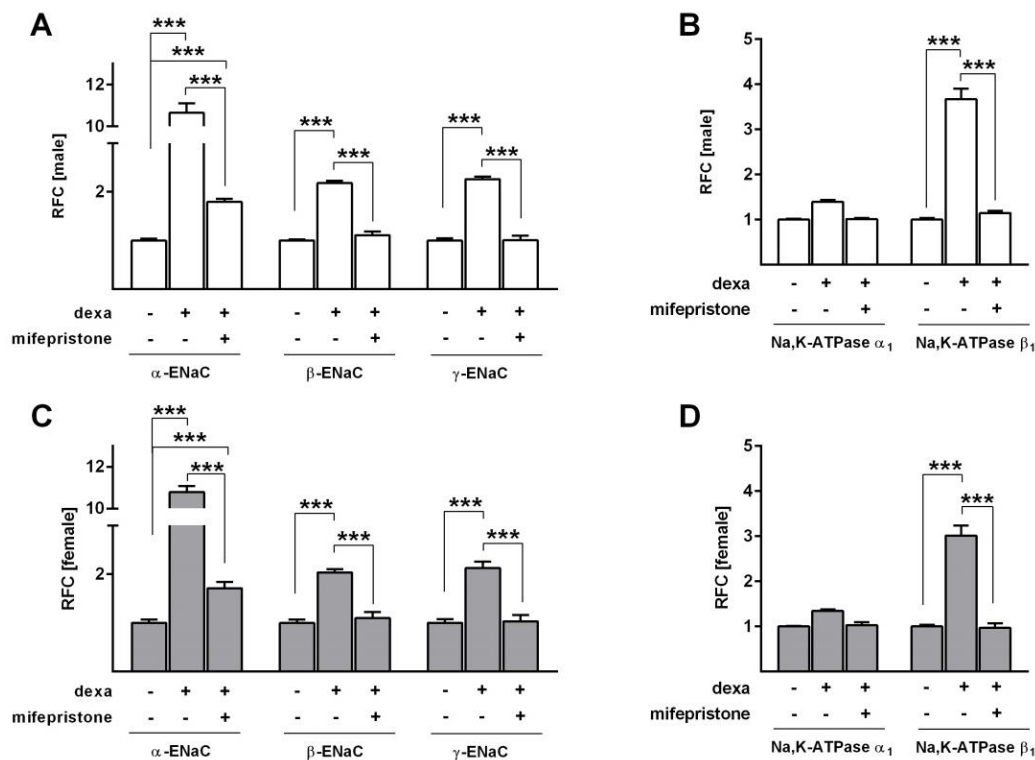 A
***
***
***
12
10
2
RFC [male]
***
***
***
***
dexa - + + - + + - + +
mifepristone - - + - - + - - +
α-ENaC β-ENaC γ-ENaC
B
5
4
3
2
1
0
RFC [male]
***
***
dexa - + + - + +
mifepristone - - + - - +
Na,K-ATPase α1 Na,K-ATPase β1
C
***
***
***
12
10
2
RFC [female]
***
***
***
***
dexa - + + - + + - + +
mifepristone - - + - - + - - +
α-ENaC β-ENaC γ-ENaC
D
5
4
3
2
1
0
RFC [female]
***
***
dexa - + + - + +
mifepristone - - + - - +
Na,K-ATPase α1 Na,K-ATPase β1